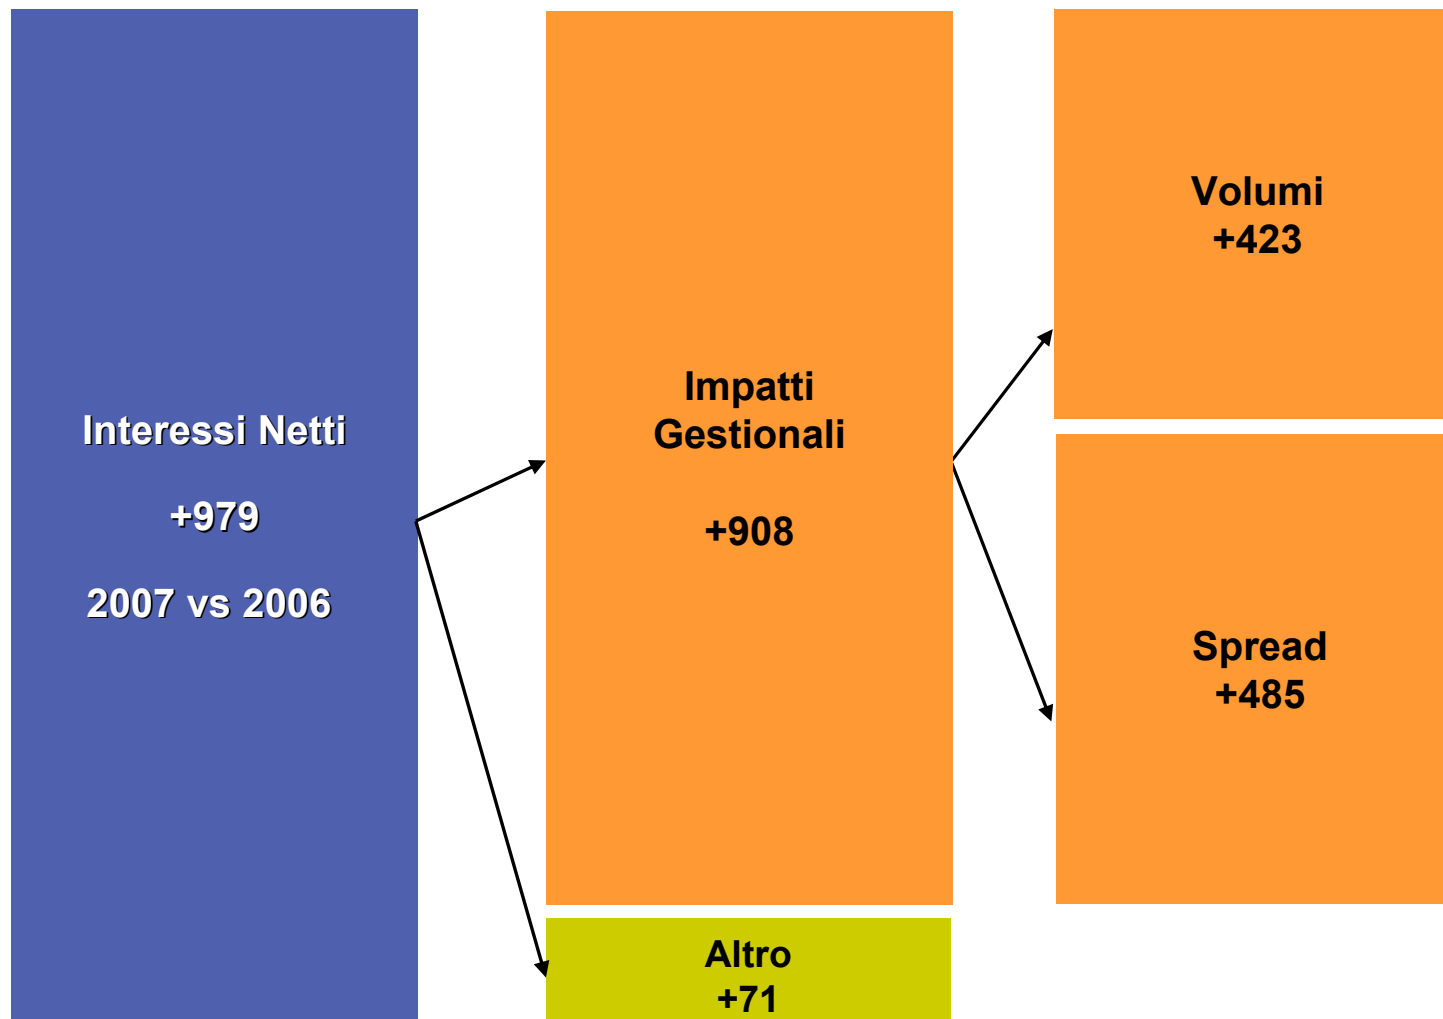 Interessi Netti
+979
2007 vs 2006
Impatti
Gestionali
+908
Altro
+71
Volumi
+423
Spread
+485